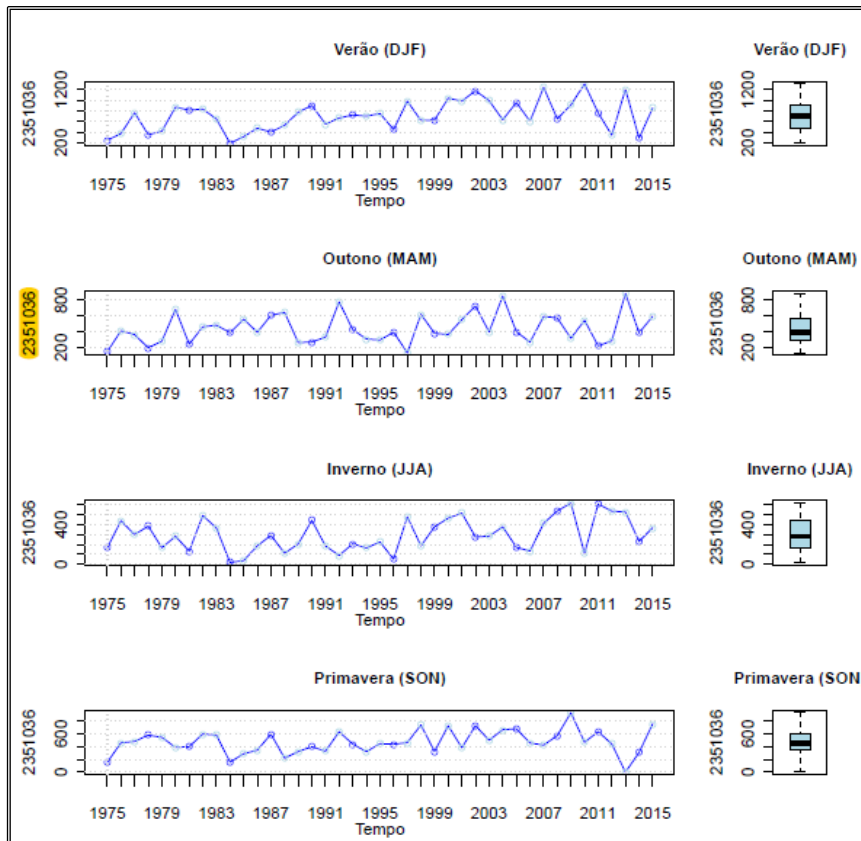 Verão (DJF)
Verão (DJF)
2351036
200 1200
1975 1979 1983 1987 1991 1995 1999 2003 2007 2011 2015
Tempo
2351036
200 1200
Outono (MAM)
Outono (MAM)
2351036
200 800
1975 1979 1983 1987 1991 1995 1999 2003 2007 2011 2015
Tempo
2351036
200 800
Inverno (JJA)
Inverno (JJA)
2351036
0 400
1975 1979 1983 1987 1991 1995 1999 2003 2007 2011 2015
Tempo
2351036
0 400
Primavera (SON)
Primavera (SON
2351036
0 600
1975 1979 1983 1987 1991 1995 1999 2003 2007 2011 2015
Tempo
2351036
0 600